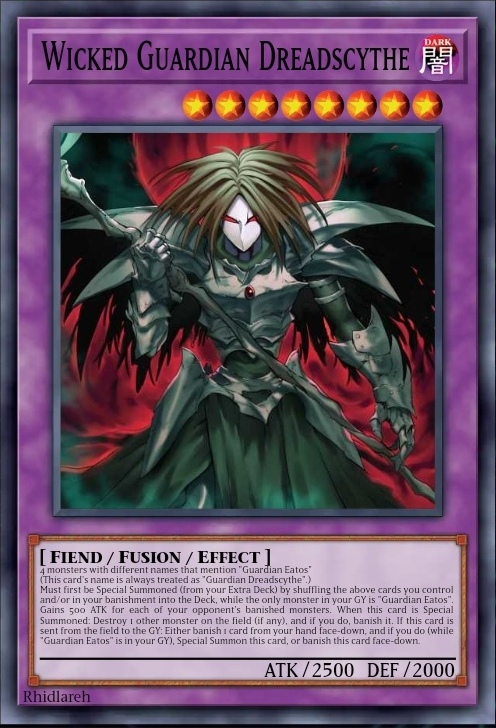 WICKED GUARDIAN DREADSCYTHE
DARK
闇
[ FIEND / FUSION / EFFECT ]
4 monsters with different names that mention "Guardian Eatos"
(This card's name is always treated as "Guardian Dreadscythe".)
Must first be Special Summoned (from your Extra Deck) by shuffling the above cards you control
and/or in your banishment into the Deck, while the only monster in your GY is "Guardian Eatos".
Gains 500 ATK for each of your opponent's banished monsters. When this card is Special
Summoned: Destroy 1 other monster on the field (if any), and if you do, banish it. If this card is
sent from the field to the GY: Either banish 1 card from your hand face-down, and if you do (while
"Guardian Eatos" is in your GY), Special Summon this card, or banish this card face-down.
ATK/2500 DEF/2000
Rhidlareh